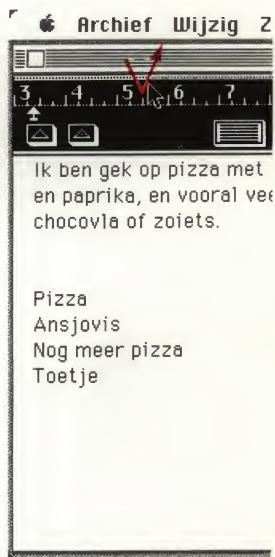 Archief Wijzig
3 4 5 6 7
Ik ben gek op pizza met
en paprika, en vooral
chocovla of zoiets.
Pizza
Ansjovis
Nog meer pizza
Toetje